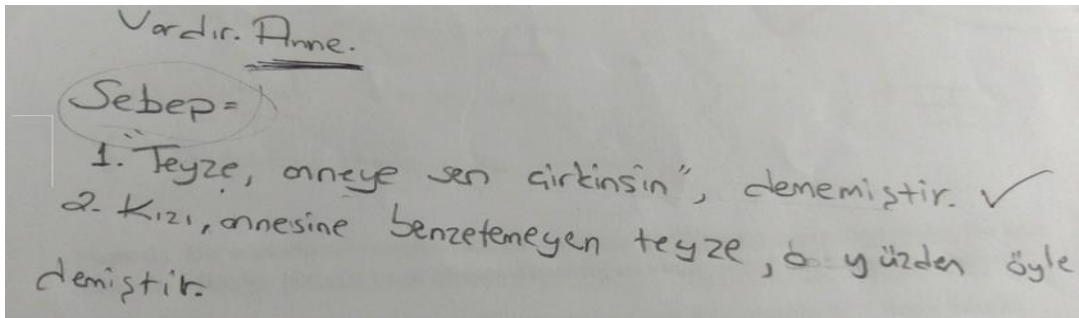 Vardır. Anne.
Sebep=
1. "Teyze, anneye sen çirkinsin", dememiştir. ✓
2. Kızı, annesine benzetemeyen teyze, o yüzden öyle
demiştir.